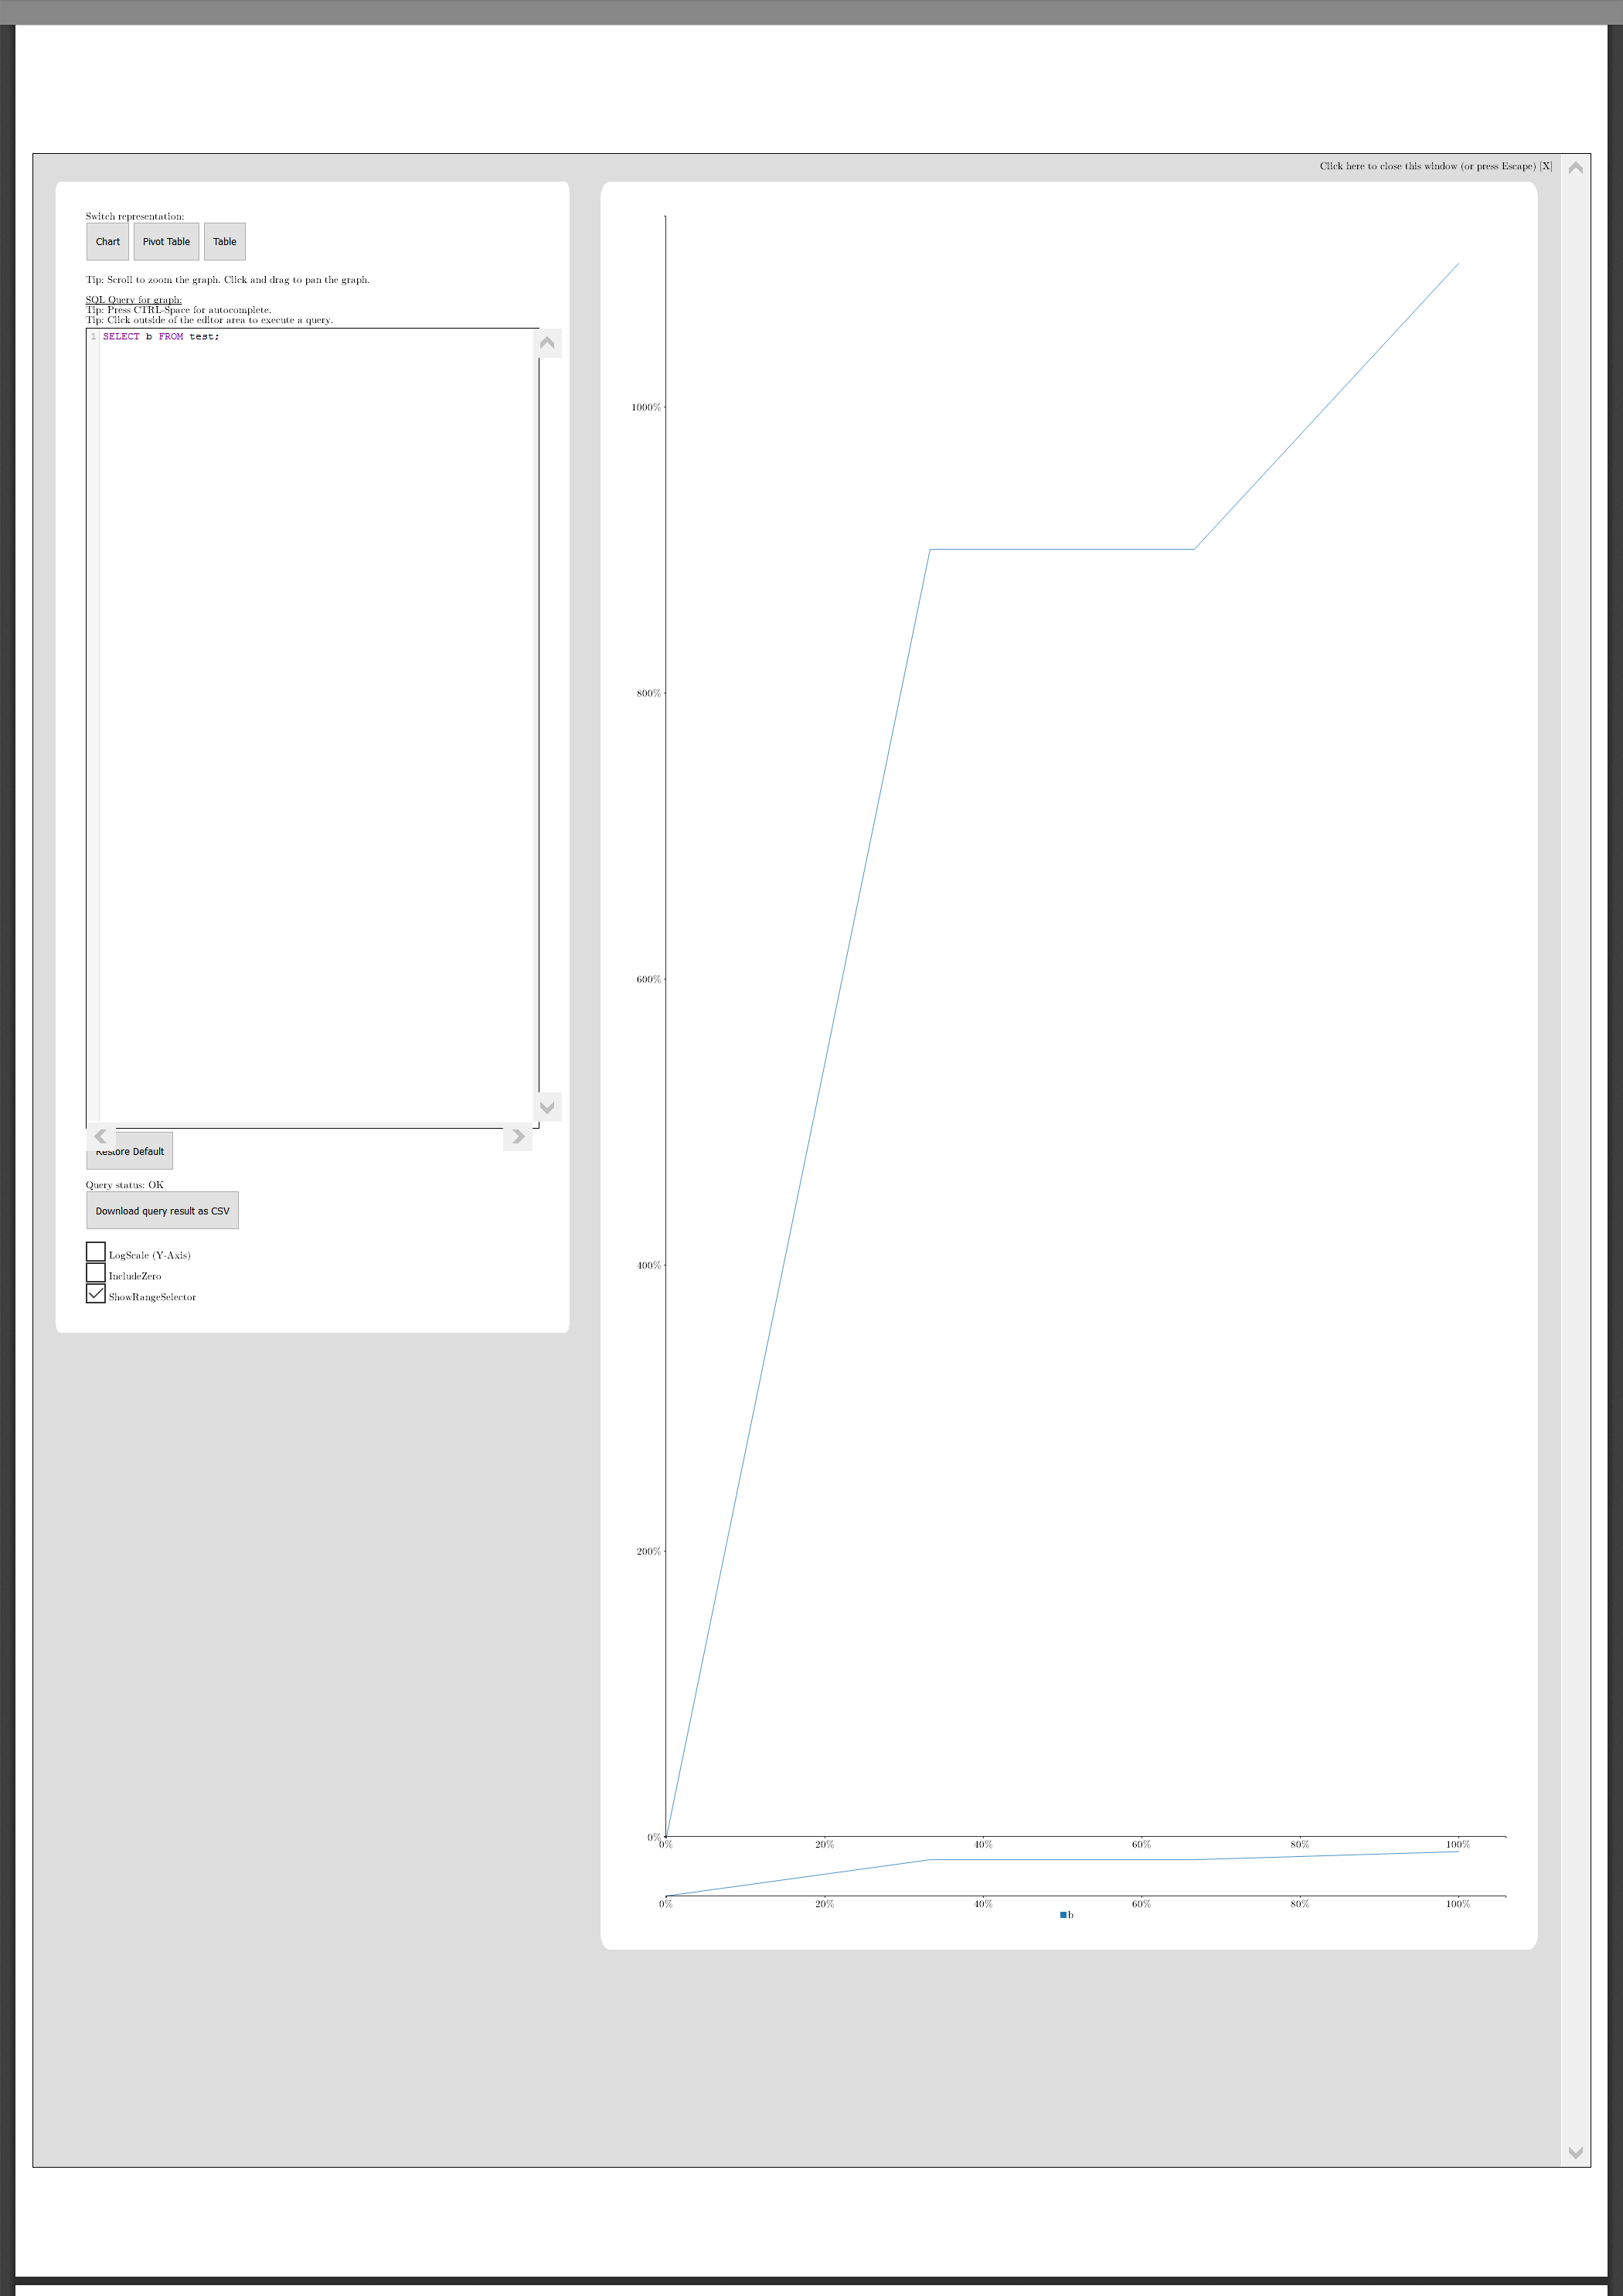 Click here to close this window (or press Escape) [X]
Switch representation:
Chart Pivot Table Table
Tip: Scroll to zoom the graph. Click and drag to pan the graph.
SQL Query for graph:
Tip: Press CTRL-Space for autocomplete.
Tip: Click outside of the editor area to execute a query.
1 SELECT b FROM test;
Restore Default
Query status: OK
Download query result as CSV
LogScale (Y-Axis)
IncludeZero
ShowRangeSelector
1000%
800%
600%
400%
200%
0%
0% 20% 40% 60% 80% 100%
0% 20% 40% 60% 80% 100%
b